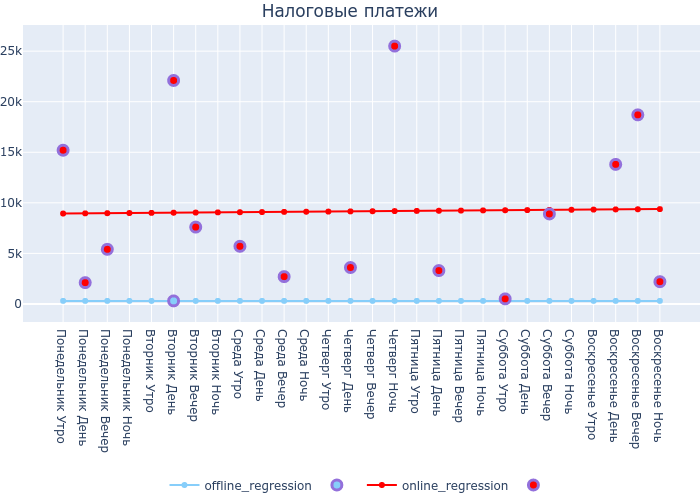 Налоговые платежи
25k
20k
15k
10k
5k
0
Понедельник Утро
Понедельник День
Понедельник Вечер
Понедельник Ночь
Вторник Утро
Вторник День
Вторник Вечер
Вторник Ночь
Среда Утро
Среда День
Среда Вечер
Среда Ночь
Четверг Утро
Четверг День
Четверг Вечер
Четверг Ночь
Пятница Утро
Пятница День
Пятница Вечер
Пятница Ночь
Суббота Утро
Суббота День
Суббота Вечер
Суббота Ночь
Воскресенье Утро
Воскресенье День
Воскресенье Вечер
Воскресенье Ночь
offline_regression
online_regression